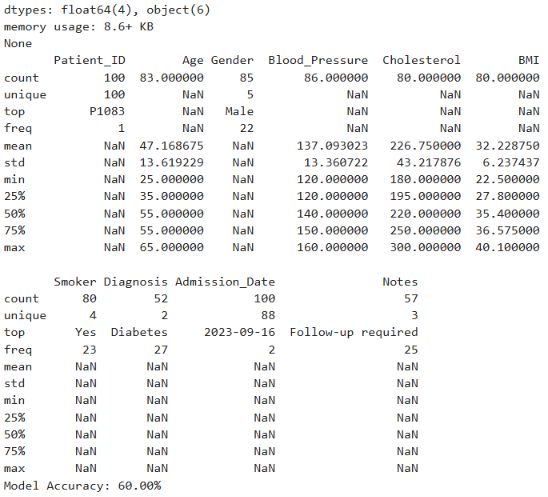 dtypes: float64(4), object(6)
memory usage: 8.6+ KB
None
Patient_ID Age Gender Blood_Pressure Cholesterol BMI
count 100 83.000000 85 86.000000 80.000000 80.000000
unique 100 NaN 5 NaN NaN NaN
top P1083 NaN Male NaN NaN NaN
freq 1 NaN 22 NaN NaN NaN
mean NaN 47.168675 NaN 137.093023 226.750000 32.228750
std NaN 13.619229 NaN 13.360722 43.217876 6.237437
min NaN 25.000000 NaN 120.000000 180.000000 22.500000
25% NaN 35.000000 NaN 120.000000 195.000000 27.800000
50% NaN 55.000000 NaN 140.000000 220.000000 35.400000
75% NaN 55.000000 NaN 150.000000 250.000000 36.575000
max NaN 65.000000 NaN 160.000000 300.000000 40.100000
Smoker Diagnosis Admission_Date Notes
count 80 52 100 57
unique 4 2 88 3
top Yes Diabetes 2023-09-16 Follow-up required
freq 23 27 2 25
mean NaN NaN NaN NaN
std NaN NaN NaN NaN
min NaN NaN NaN NaN
25% NaN NaN NaN NaN
50% NaN NaN NaN NaN
75% NaN NaN NaN NaN
max NaN NaN NaN NaN
Model Accuracy: 60.00%